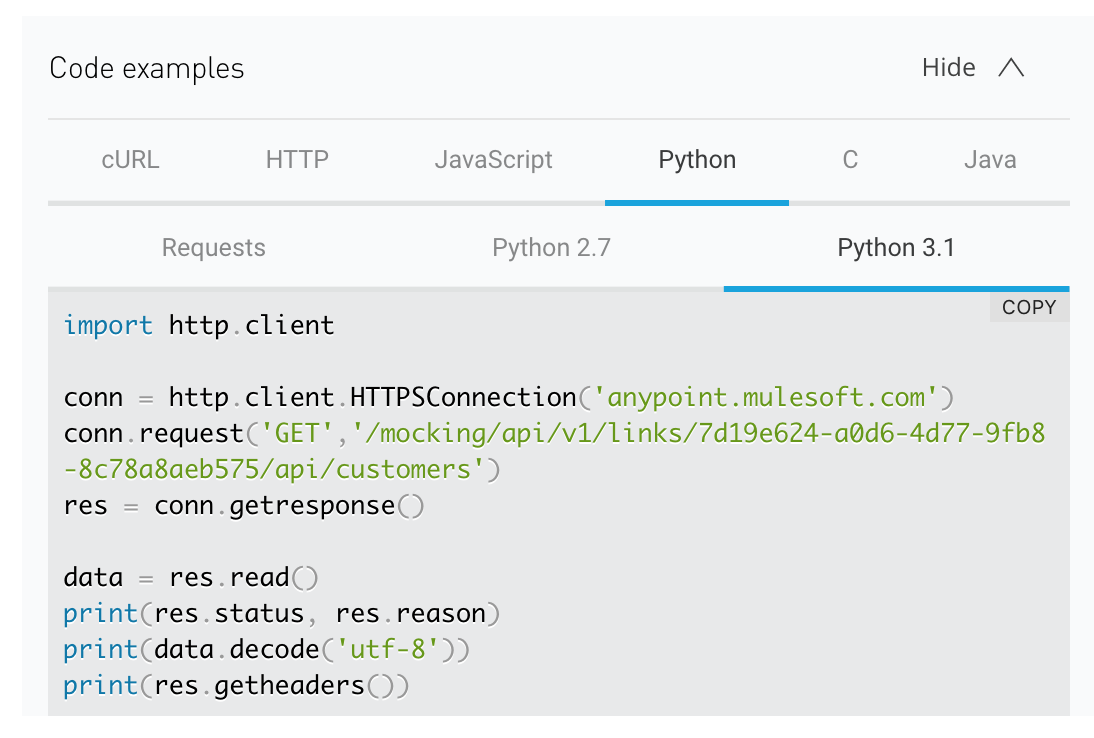 Code examples
Hide
cURL HTTP JavaScript Python C Java
Requests Python 2.7 Python 3.1
COPY
import http.client
conn = http.client.HTTPSConnection('anypoint.mulesoft.com')
conn.request('GET','/mocking/api/v1/links/7d19e624-a0d6-4d77-9fb8
-8c78a8aeb575/api/customers')
res = conn.getresponse()
data = res.read()
print(res.status, res.reason)
print(data.decode('utf-8'))
print(res.getheaders())